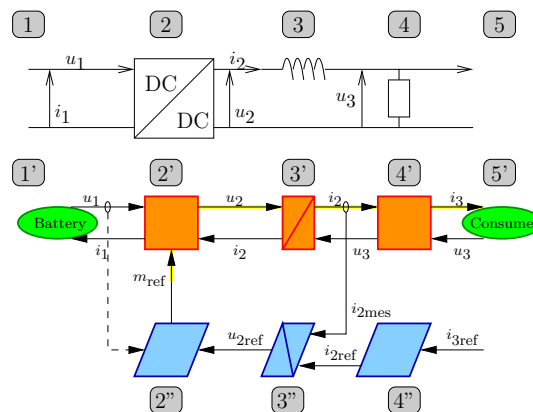 1 2 3 4 5
u1 i2
DC
u3
i1 DC u2
1' 2' 3' 4' 5'
u1 u2 i2 i3
Battery Consume
i1 i2 u3 u3
mref
i2mes
u2ref i2ref i3ref
2" 3" 4"